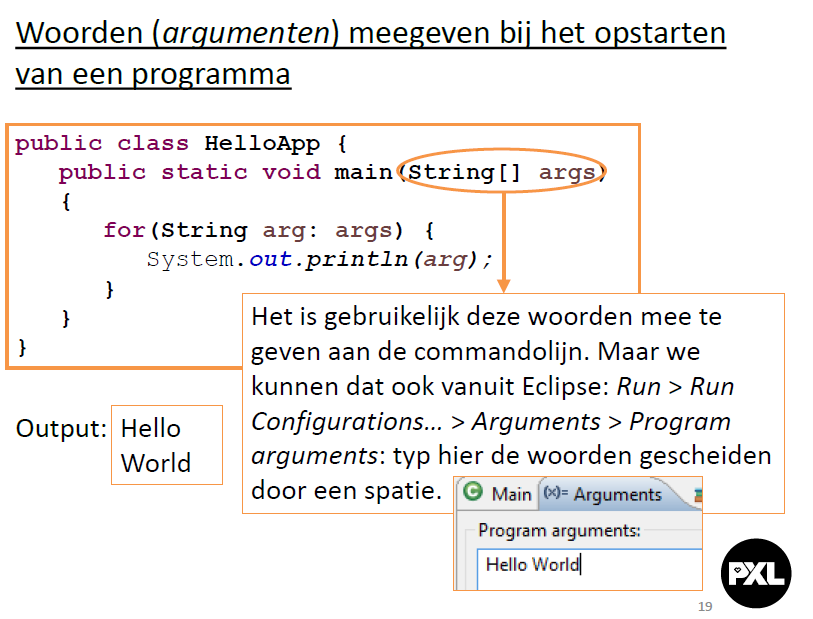 Woorden (argumenten) meegeven bij het opstarten
van een programma
public class HelloApp {
public static void main(String[] args)
{
for(String arg: args) {
System.out.println(arg);
}
}
}
Het is gebruikelijk deze woorden mee te
geven aan de commandolijn. Maar we
kunnen dat ook vanuit Eclipse: Run > Run
Configurations... > Arguments > Program
arguments: typ hier de woorden gescheiden
door een spatie.
Output:
Hello
World
C Main (x)= Arguments
Program arguments:
Hello World
PXL
19